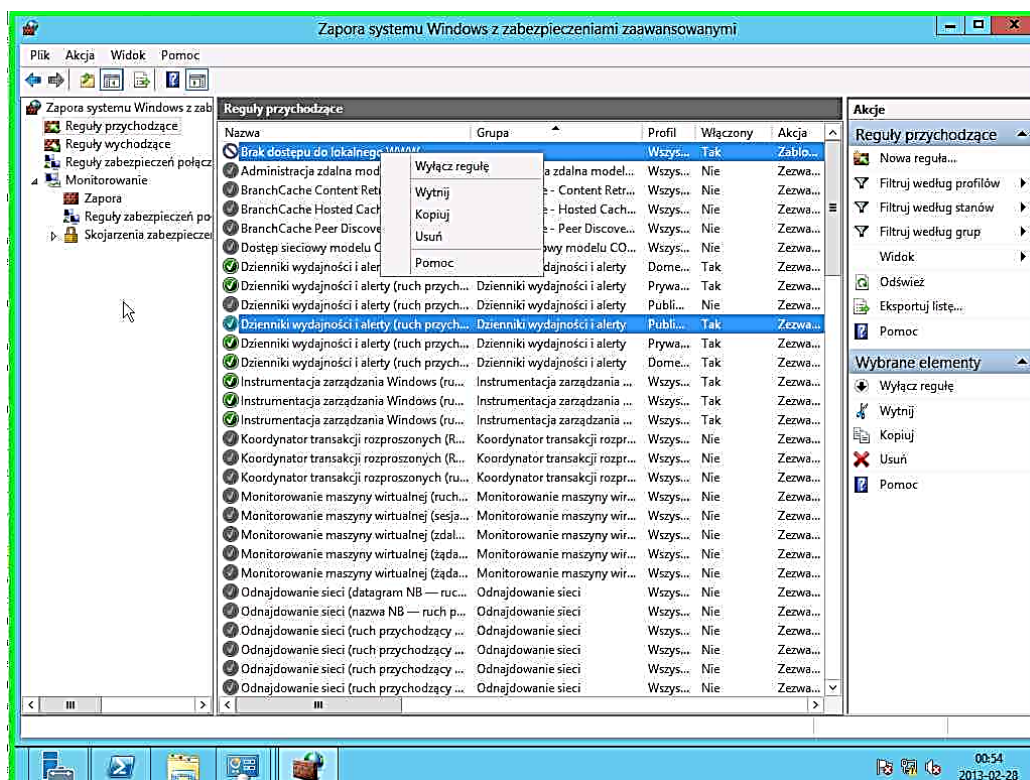 Zapora systemu Windows z zabezpieczeniami zaawansowanymi
Plik Akcja Widok Pomoc
Zapora systemu Windows z zab
Reguły przychodzące
Reguły wychodzące
Reguły zabezpieczeń połącz
Monitorowanie
Zapora
Reguły zabezpieczeń po
Skojarzenia zabezpieczeń
Reguły przychodzące
Nazwa Grupa Profil Włączony Akcja
Brak dostępu do lokalnego WWW Wszys... Tak Zablo...
Administracja zdalna mod a zdalna model... Wszys... Nie Zezwa...
BranchCache Content Retr e - Content Retr... Wszys... Nie Zezwa...
BranchCache Hosted Cach e - Hosted Cach... Wszys... Nie Zezwa...
BranchCache Peer Discove e - Peer Discove... Wszys... Nie Zezwa...
Dostęp sieciowy modelu C owy modelu CO... Wszys... Nie Zezwa...
Dzienniki wydajności i aler wydajności i alerty Dome... Tak Zezwa...
Dzienniki wydajności i alerty (ruch przych... Dzienniki wydajności i alerty Prywa... Tak Zezwa...
Dzienniki wydajności i alerty (ruch przych... Dzienniki wydajności i alerty Publi... Nie Zezwa...
Dzienniki wydajności i alerty (ruch przych... Dzienniki wydajności i alerty Publi... Tak Zezwa...
Dzienniki wydajności i alerty (ruch przych... Dzienniki wydajności i alerty Prywa... Tak Zezwa...
Dzienniki wydajności i alerty (ruch przych... Dzienniki wydajności i alerty Dome... Tak Zezwa...
Instrumentacja zarządzania Windows (ru... Instrumentacja zarządzania ... Wszys... Tak Zezwa...
Instrumentacja zarządzania Windows (ru... Instrumentacja zarządzania ... Wszys... Tak Zezwa...
Instrumentacja zarządzania Windows (ru... Instrumentacja zarządzania ... Wszys... Tak Zezwa...
Koordynator transakcji rozproszonych (R... Koordynator transakcji rozpr... Wszys... Nie Zezwa...
Koordynator transakcji rozproszonych (R... Koordynator transakcji rozpr... Wszys... Nie Zezwa...
Koordynator transakcji rozproszonych (ru... Koordynator transakcji rozpr... Wszys... Nie Zezwa...
Monitorowanie maszyny wirtualnej (ruch... Monitorowanie maszyny wir... Wszys... Nie Zezwa...
Monitorowanie maszyny wirtualnej (sesja... Monitorowanie maszyny wir... Wszys... Nie Zezwa...
Monitorowanie maszyny wirtualnej (zdal... Monitorowanie maszyny wir... Wszys... Nie Zezwa...
Monitorowanie maszyny wirtualnej (żąda... Monitorowanie maszyny wir... Wszys... Nie Zezwa...
Monitorowanie maszyny wirtualnej (żąda... Monitorowanie maszyny wir... Wszys... Nie Zezwa...
Odnajdowanie sieci (datagram NB — ruc... Odnajdowanie sieci Wszys... Nie Zezwa...
Odnajdowanie sieci (nazwa NB — ruch p... Odnajdowanie sieci Wszys... Nie Zezwa...
Odnajdowanie sieci (ruch przychodzący ... Odnajdowanie sieci Wszys... Nie Zezwa...
Odnajdowanie sieci (ruch przychodzący ... Odnajdowanie sieci Wszys... Nie Zezwa...
Odnajdowanie sieci (ruch przychodzący ... Odnajdowanie sieci Wszys... Nie Zezwa...
Odnajdowanie sieci (ruch przychodzący ... Odnajdowanie sieci Wszys... Nie Zezwa...
Wyłącz regułę
Wytnij
Kopiuj
Usuń
Pomoc
Akcje
Reguły przychodzące
Nowa reguła...
Filtruj według profilów
Filtruj według stanów
Filtruj według grup
Widok
Odśwież
Eksportuj listę...
Pomoc
Wybrane elementy
Wyłącz regułę
Wytnij
Kopiuj
Usuń
Pomoc
00:54
2013-02-28